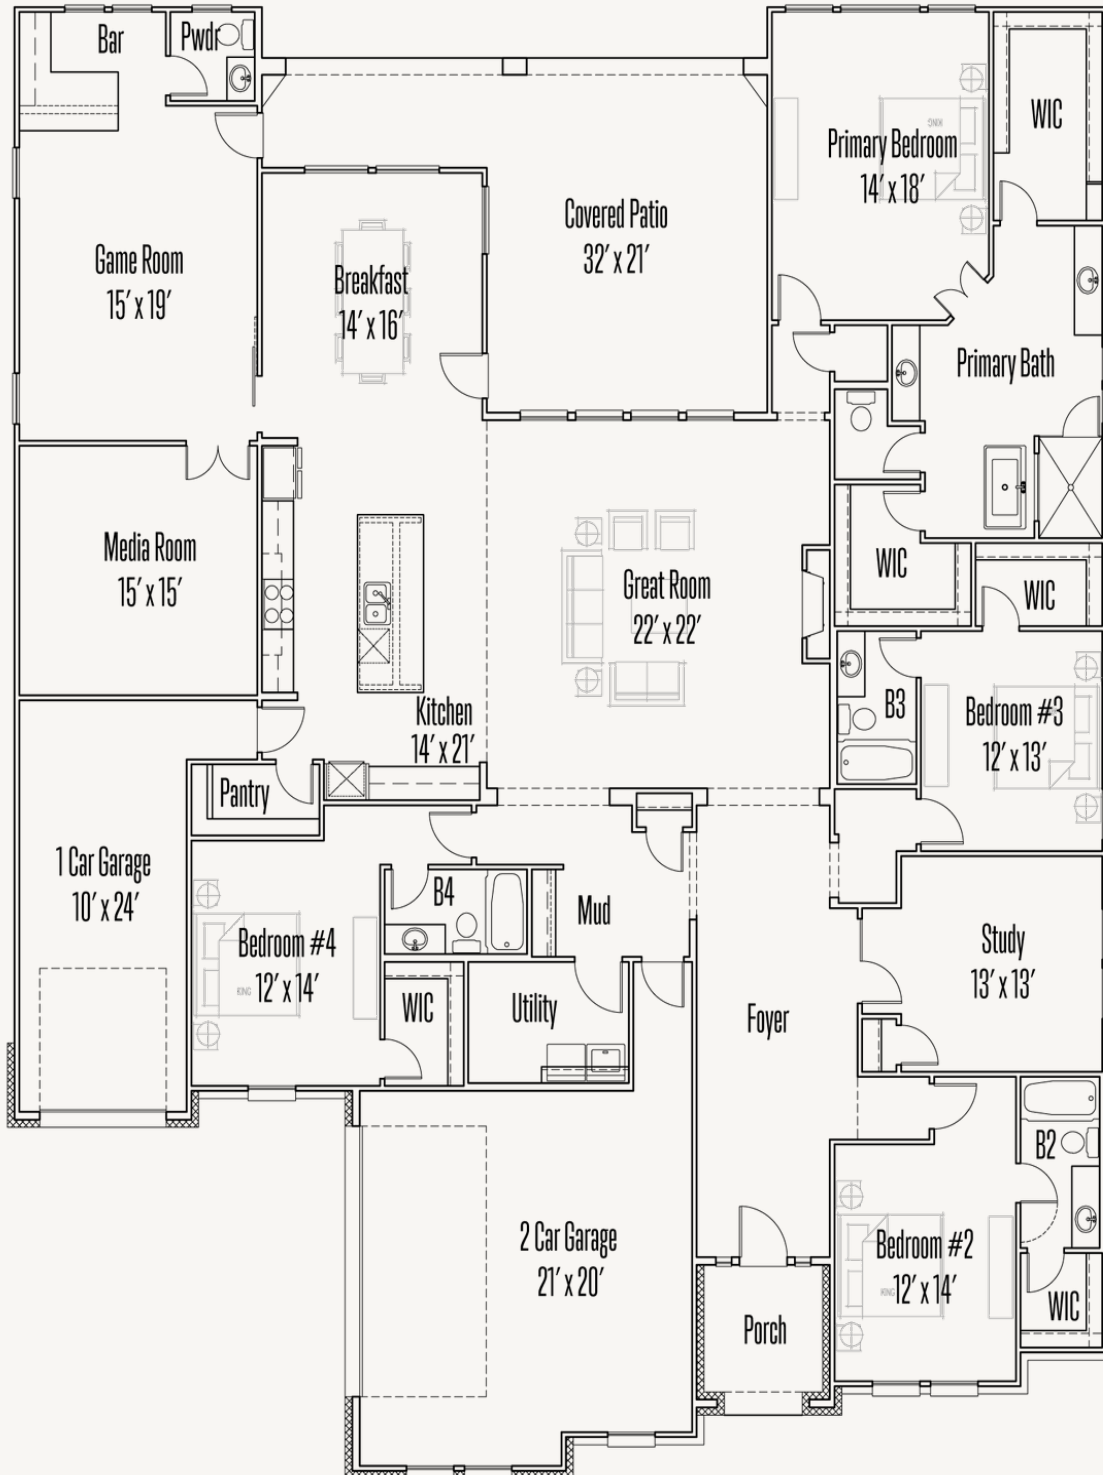 Bar
Pwdr
Primary Bedroom
14' x 18'
KING
WIC
Covered Patio
32' x 21'
Game Room
15' x 19'
Breakfast
14' x 16'
Primary Bath
Media Room
15' x 15'
Great Room
22' x 22'
WIC
WIC
Kitchen
14' x 21'
B3
Bedroom #3
12' x 13'
Pantry
1 Car Garage
10' x 24'
B4
Mud
Bedroom #4
12' x 14'
KING
WIC
Utility
Study
13' x 13'
Foyer
B2
2 Car Garage
21' x 20'
Bedroom #2
12' x 14'
KING
WIC
Porch